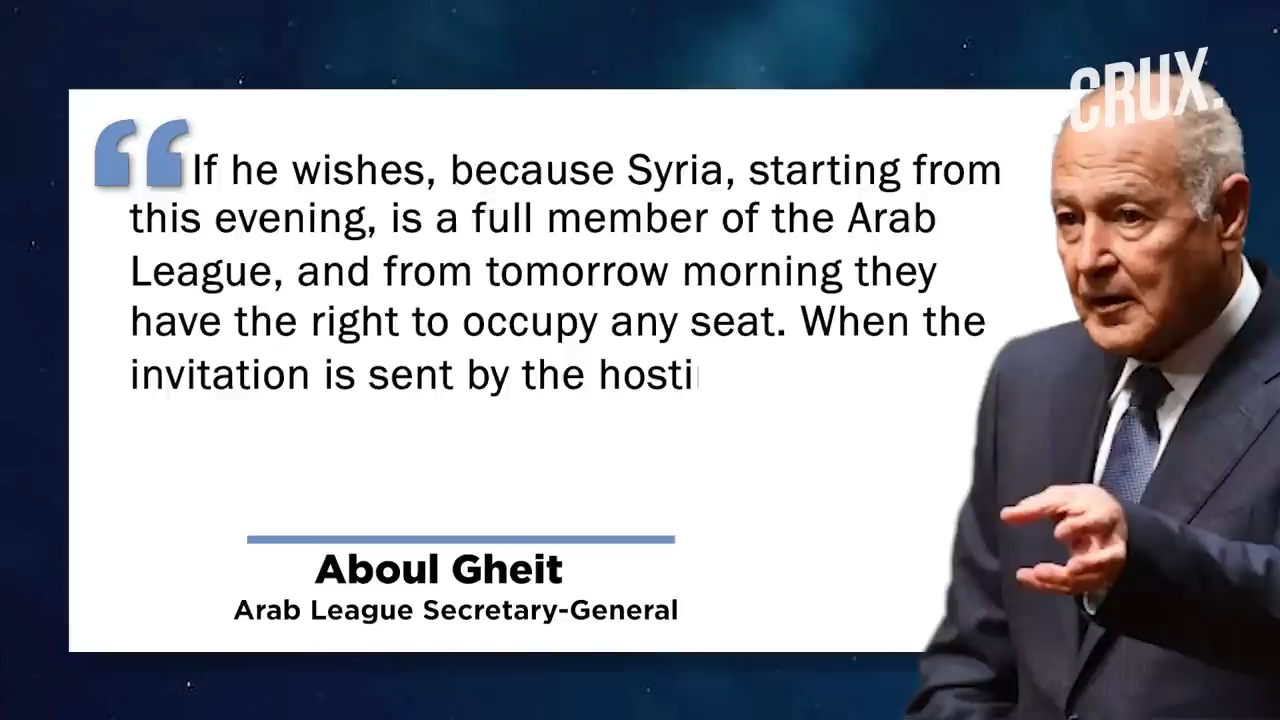 CRUX.
“If he wishes, because Syria, starting from
this evening, is a full member of the Arab
League, and from tomorrow morning they
have the right to occupy any seat. When the
invitation is sent by the hosti
Aboul Gheit
Arab League Secretary-General